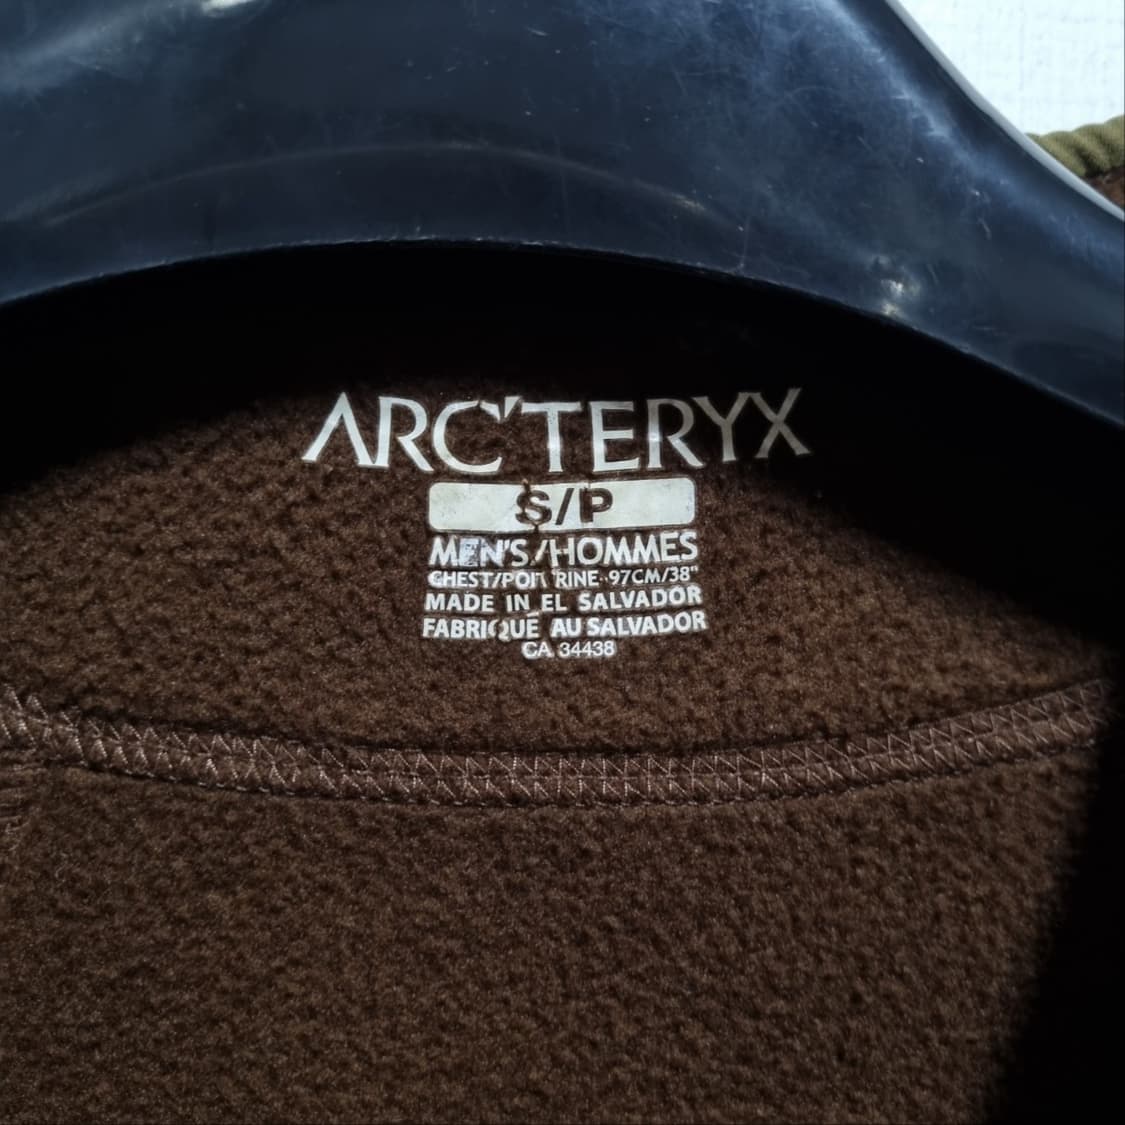 ARC'TERYX
S/P
MEN'S/HOMMES
CHEST/POITRINE-97CM/38"
MADE IN EL SALVADOR
FABRIQUÉ AU SALVADOR
CA 34438